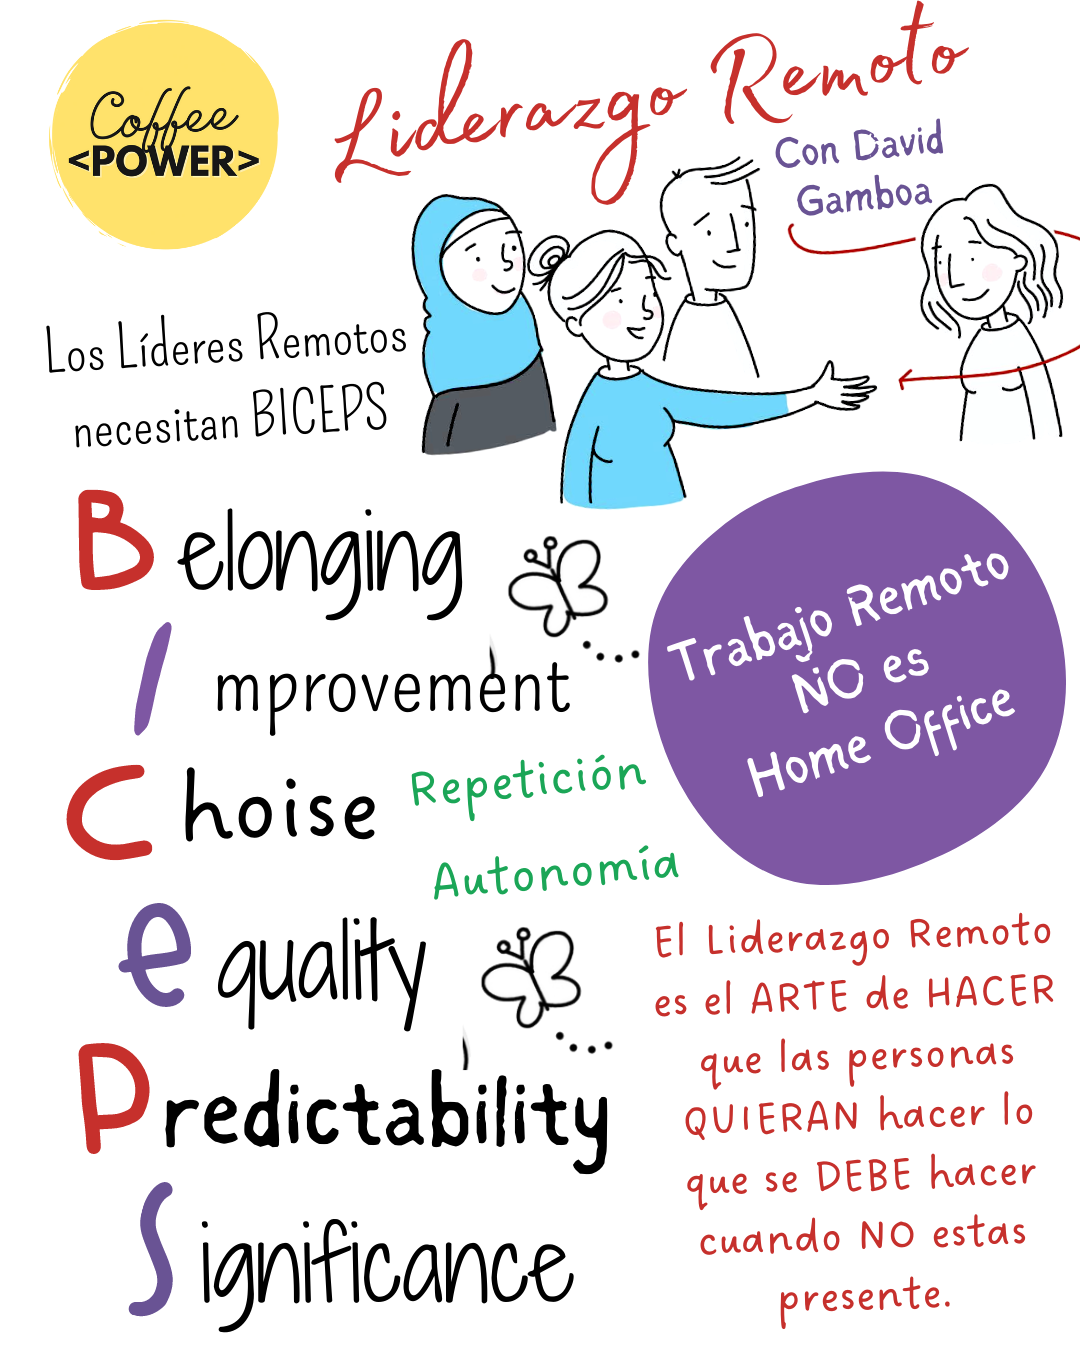 Coffee
<POWER>
Liderazgo Remoto
Con David
Gamboa
Los Líderes Remotos
necesitan BICEPS
Belonging
Improvement
Choise
Repetición
Autonomía
equality
Predictability
Significance
Trabajo Remoto
NO es
Home Office
El Liderazgo Remoto
es el ARTE de HACER
que las personas
QUIERAN hacer lo
que se DEBE hacer
cuando NO estas
presente.